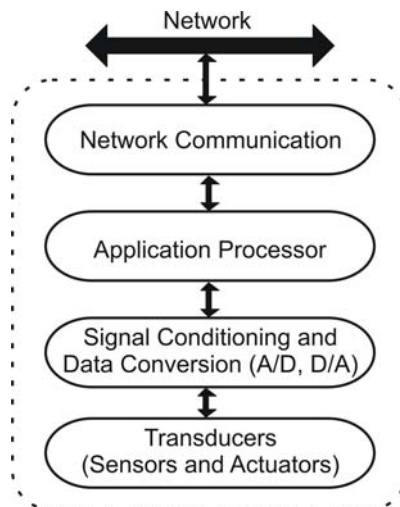 Network
Network Communication
Application Processor
Signal Conditioning and
Data Conversion (A/D, D/A)
Transducers
(Sensors and Actuators)